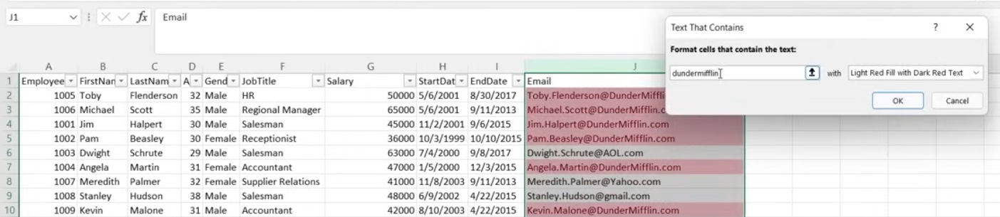 J1 fx Email
Text That Contains ? ×
Format cells that contain the text:
dundermifflin with Light Red Fill with Dark Red Text
OK Cancel
A B C D E F G H I J
1 Employee FirstNan LastNam A Gend JobTitle Salary StartDat EndDate Email
2 1005 Toby Flenderson 32 Male HR 50000 5/6/2001 8/30/2017 Toby.Flenderson@DunderMiffli
3 1006 Michael Scott 35 Male Regional Manager 65000 5/6/2001 9/11/2013 Michael.Scott@DunderMifflin.c
4 1001 Jim Halpert 30 Male Salesman 45000 11/2/2001 9/6/2015 Jim.Halpert@DunderMifflin.com
5 1002 Pam Beasley 30 Female Receptionist 36000 10/3/1999 10/10/2015 Pam.Beasley@DunderMifflin.com
6 1003 Dwight Schrute 29 Male Salesman 63000 7/4/2000 9/8/2017 Dwight.Schrute@AOL.com
7 1004 Angela Martin 31 Female Accountant 47000 1/5/2000 12/3/2015 Angela.Martin@DunderMifflin.com
8 1007 Meredith Palmer 32 Female Supplier Relations 41000 11/8/2003 9/11/2013 Meredith.Palmer@Yahoo.com
9 1008 Stanley Hudson 38 Male Salesman 48000 6/9/2002 4/22/2015 Stanley.Hudson@gmail.com
10 1009 Kevin Malone 31 Male Accountant 42000 8/10/2003 4/22/2015 Kevin.Malone@DunderMifflin.com